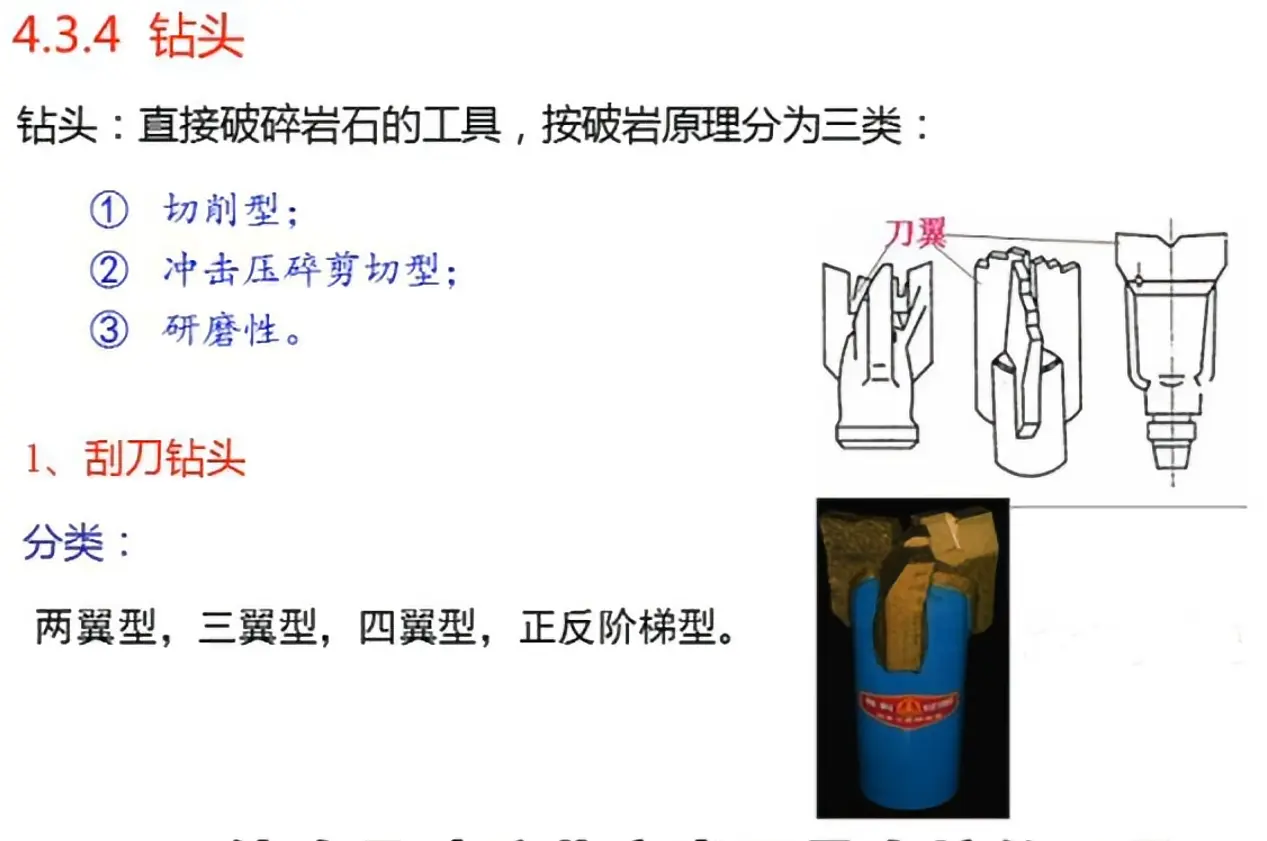 4.3.4 钻头
钻头：直接破碎岩石的工具，按破岩原理分为三类：
① 切削型；
② 冲击压碎剪切型；
③ 研磨性。
刀翼
1、刮刀钻头
分类：
两翼型，三翼型，四翼型，正反阶梯型。